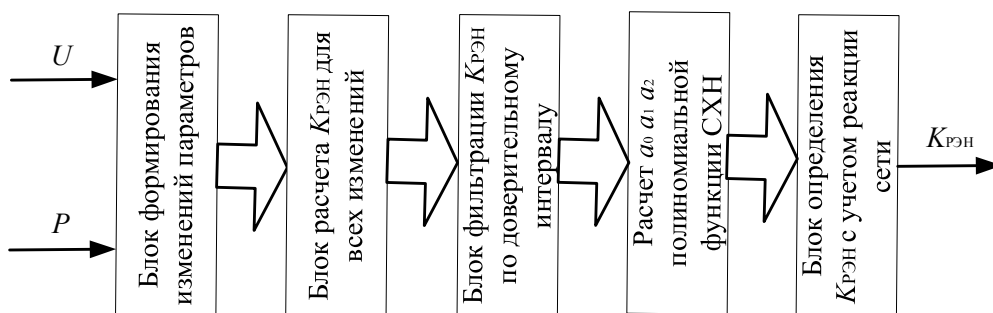 U
P
Блок формирования
изменений параметров
Блок расчета KРЭН для
всех изменений
Блок фильтрации KРЭН
по доверительному
интервалу
Расчет a0 a1 a2
полиномиальной
функции СХН
Блок определения
KРЭН с учетом реакции
сети
KРЭН